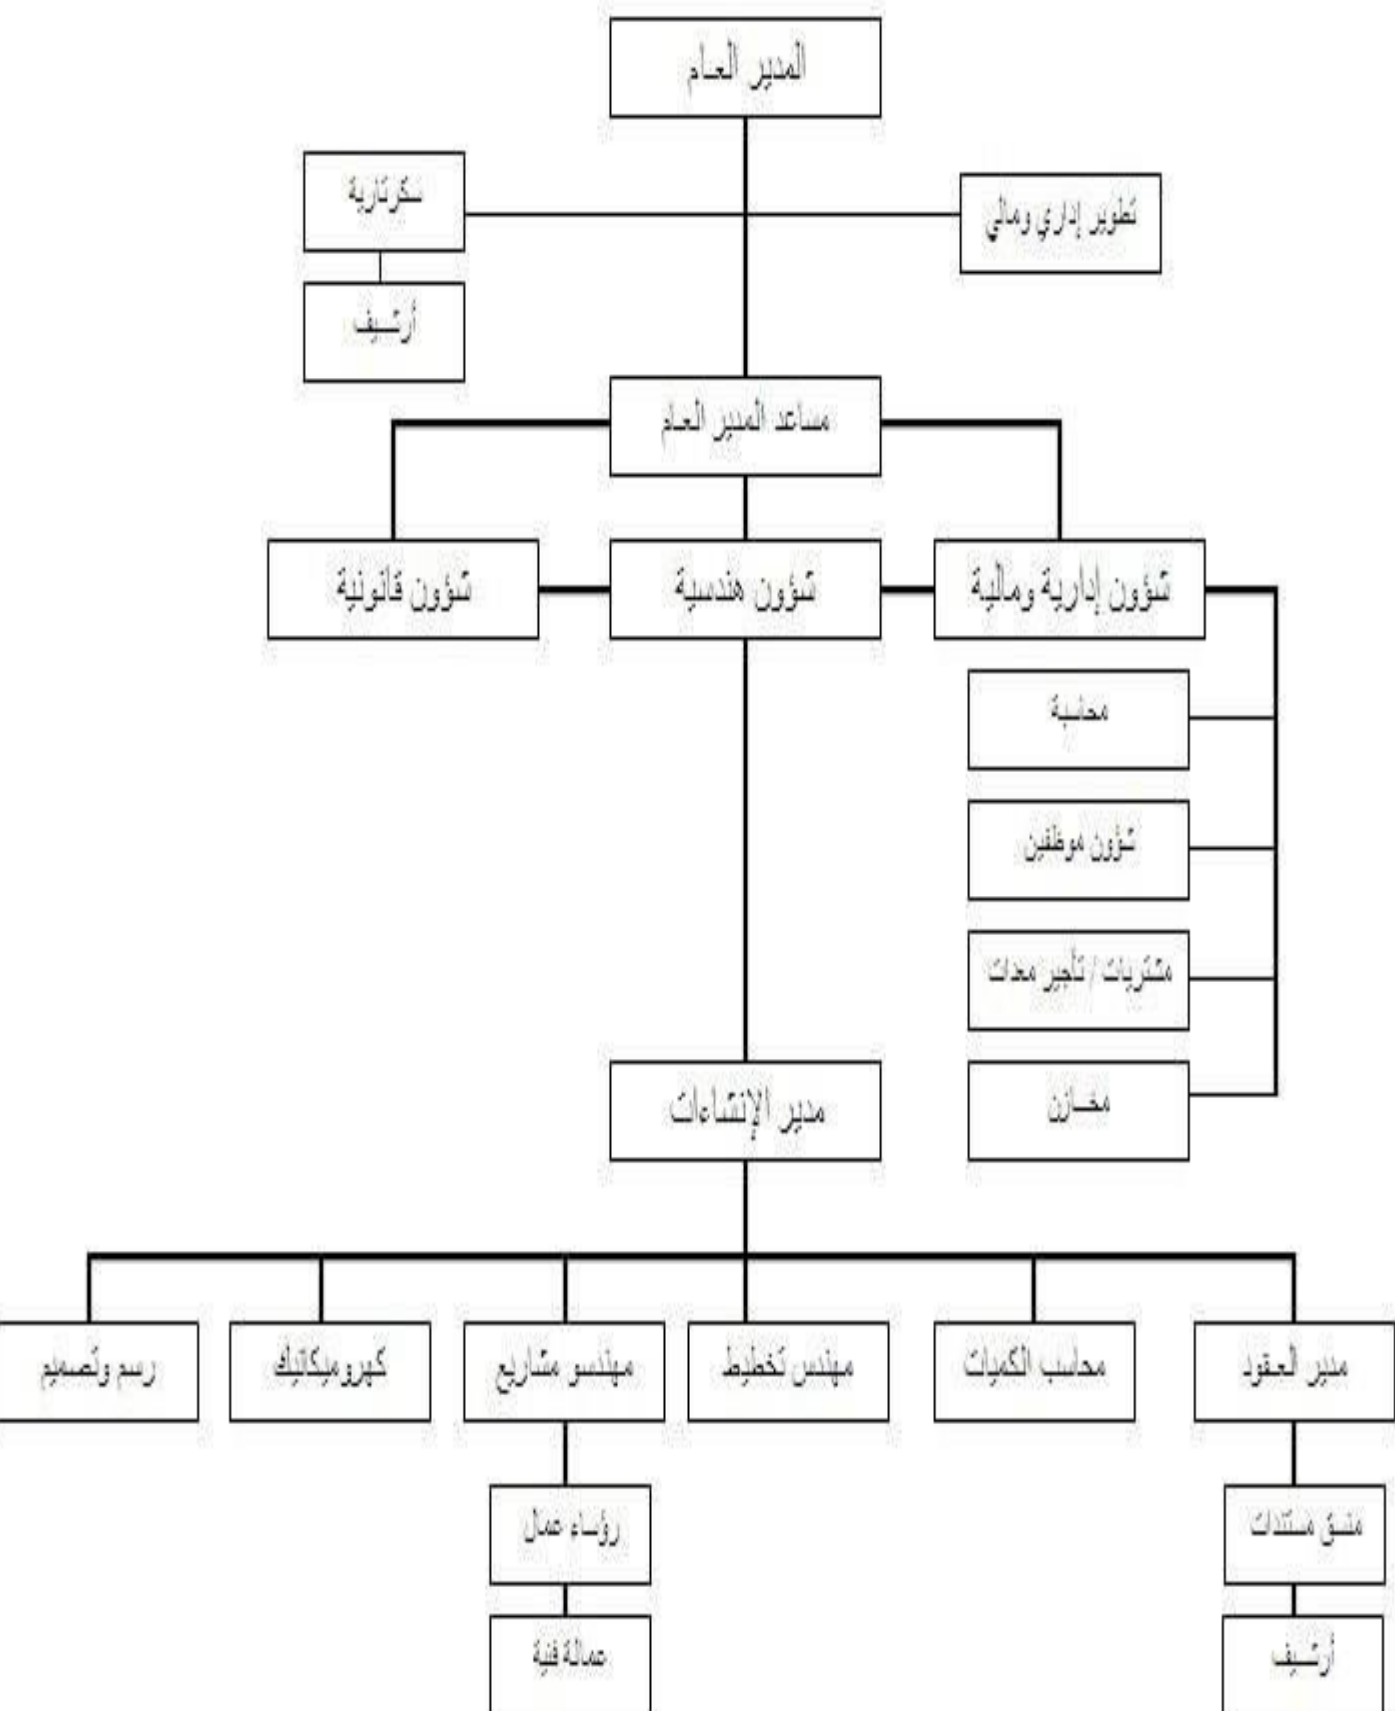 المدير العام
تطوير إداري ومالي
سكرتارية
أرشيف
مساعد المدير العام
شؤون إدارية ومالية
شؤون هندسية
شؤون قانونية
محاسبة
شؤون موظفين
مشتريات / تأجير معدات
مخازن
مدير الإنشاءات
مدير العقود
محاسب الكميات
مهندس تخطيط
مهندسو مشاريع
كهروميكانيك
رسم وتصميم
منسق مستندات
رؤساء عمال
أرشيف
عمالة فنية